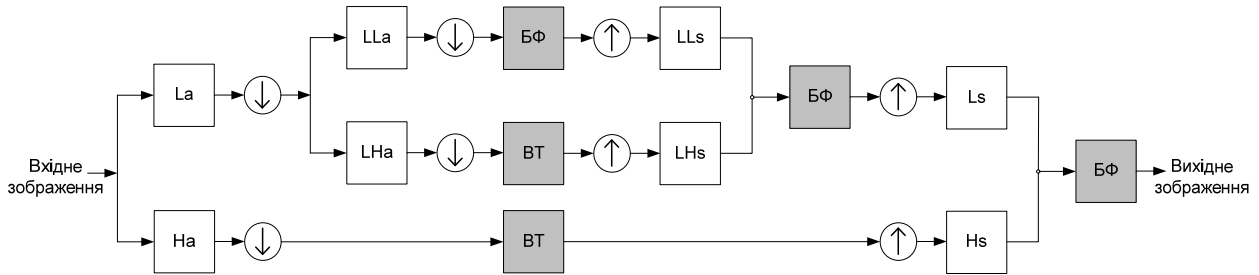 LLa
БФ
LLs
La
БФ
Ls
LHa
ВТ
LHs
Вхідне
зображення
БФ
Вихідне
зображення
Ha
ВТ
Hs